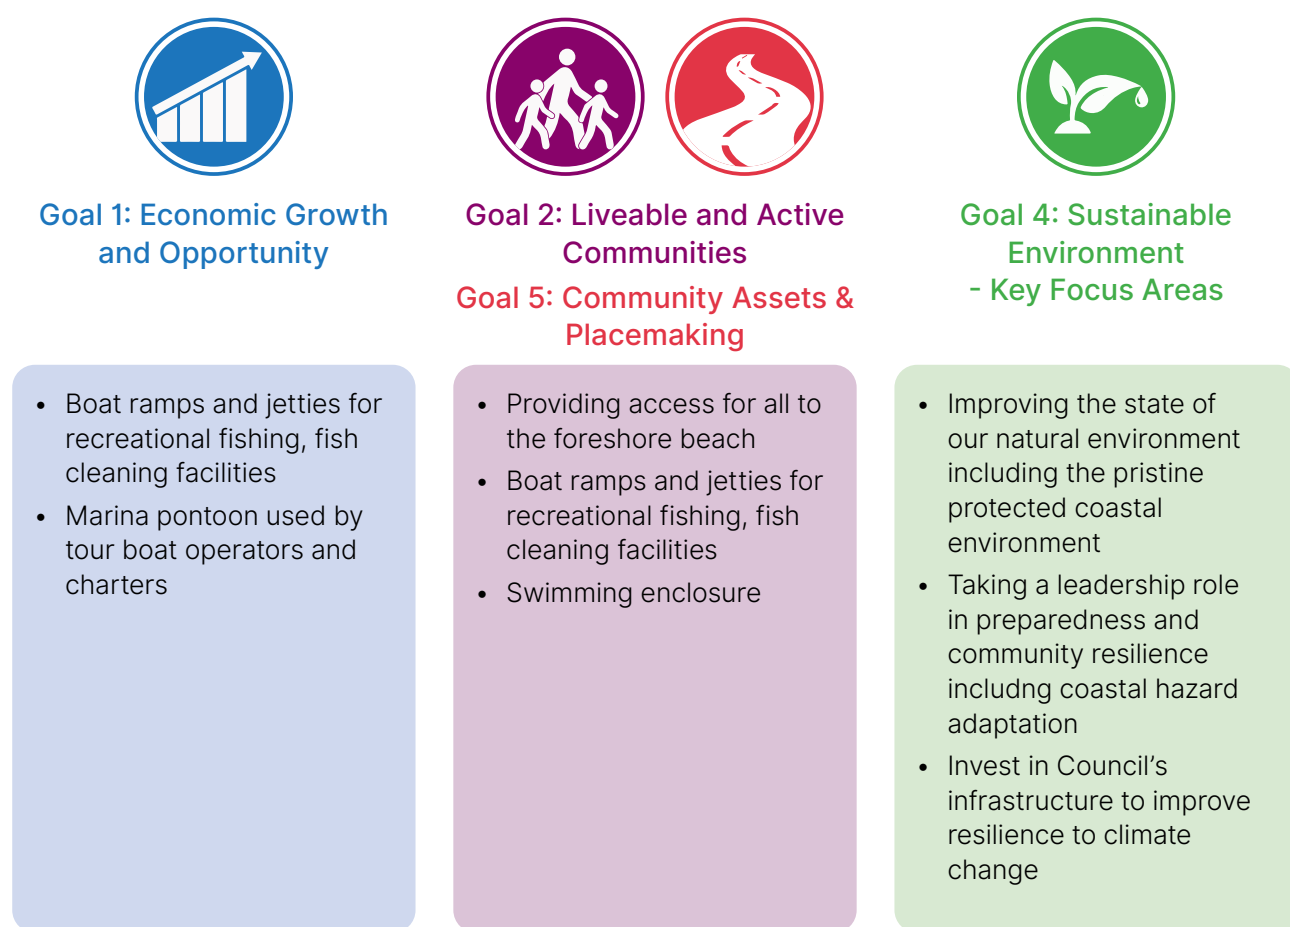 Goal 1: Economic Growth
and Opportunity
• Boat ramps and jetties for
recreational fishing, fish
cleaning facilities
• Marina pontoon used by
tour boat operators and
charters
Goal 2: Liveable and Active
Communities
Goal 5: Community Assets &
Placemaking
• Providing access for all to
the foreshore beach
• Boat ramps and jetties for
recreational fishing, fish
cleaning facilities
• Swimming enclosure
Goal 4: Sustainable
Environment
- Key Focus Areas
• Improving the state of
our natural environment
including the pristine
protected coastal
environment
• Taking a leadership role
in preparedness and
community resilience
includng coastal hazard
adaptation
• Invest in Council's
infrastructure to improve
resilience to climate
change